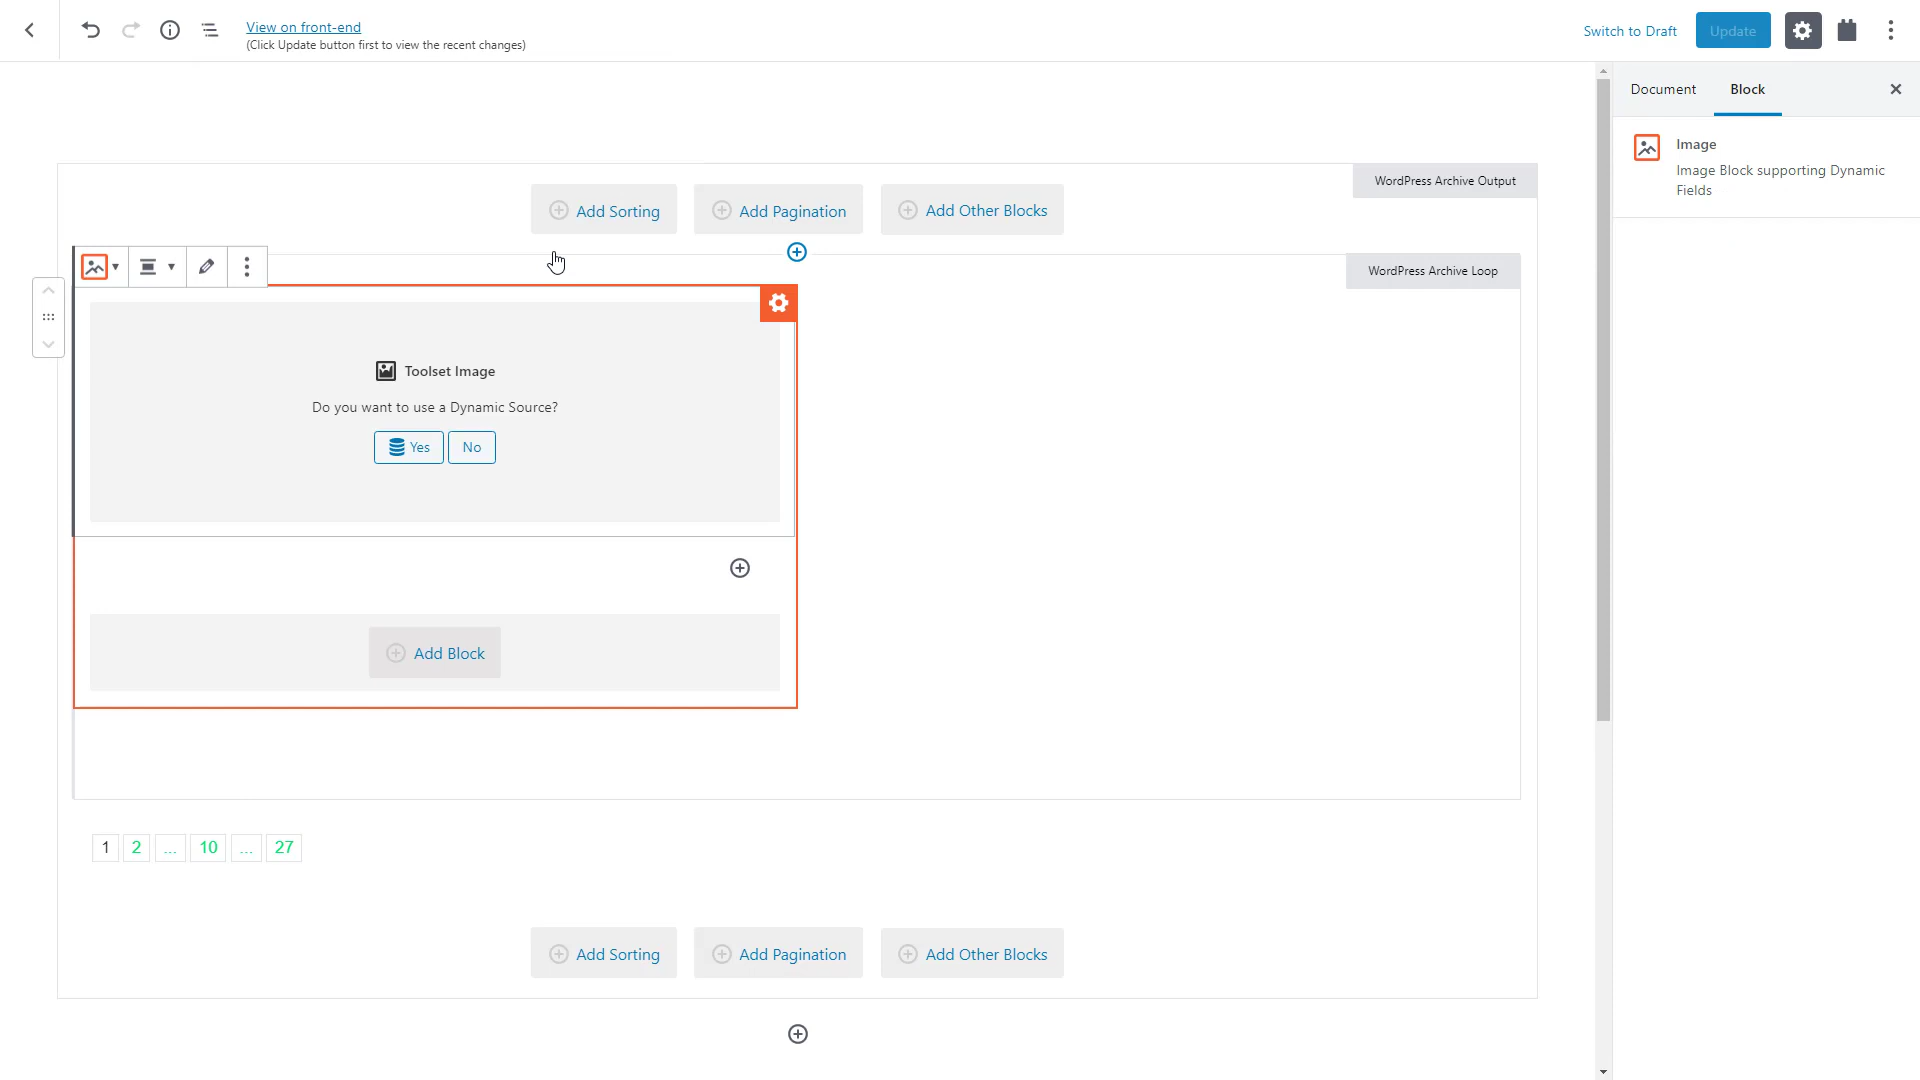 View on front-end
(Click Update button first to view the recent changes)
Switch to Draft
Update
Document
Block
Image
Image Block supporting Dynamic
Fields
WordPress Archive Output
Add Sorting
Add Pagination
Add Other Blocks
WordPress Archive Loop
Toolset Image
Do you want to use a Dynamic Source?
Yes
No
Add Block
1 2 ... 10 ... 27
Add Sorting
Add Pagination
Add Other Blocks